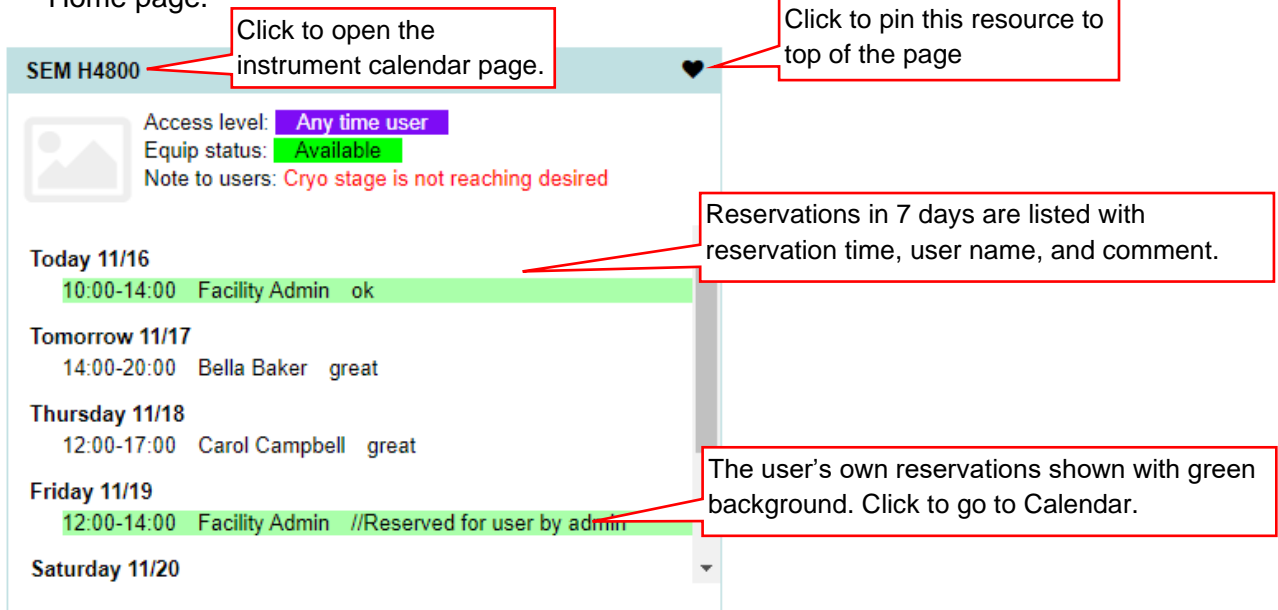 Home page.
Click to open the
instrument calendar page.
Click to pin this resource to
top of the page
SEM H4800
Access level: Any time user
Equip status: Available
Note to users: Cryo stage is not reaching desired
Reservations in 7 days are listed with
reservation time, user name, and comment.
Today 11/16
10:00-14:00 Facility Admin ok
Tomorrow 11/17
14:00-20:00 Bella Baker great
Thursday 11/18
12:00-17:00 Carol Campbell great
The user's own reservations shown with green
background. Click to go to Calendar.
Friday 11/19
12:00-14:00 Facility Admin //Reserved for user by admin
Saturday 11/20